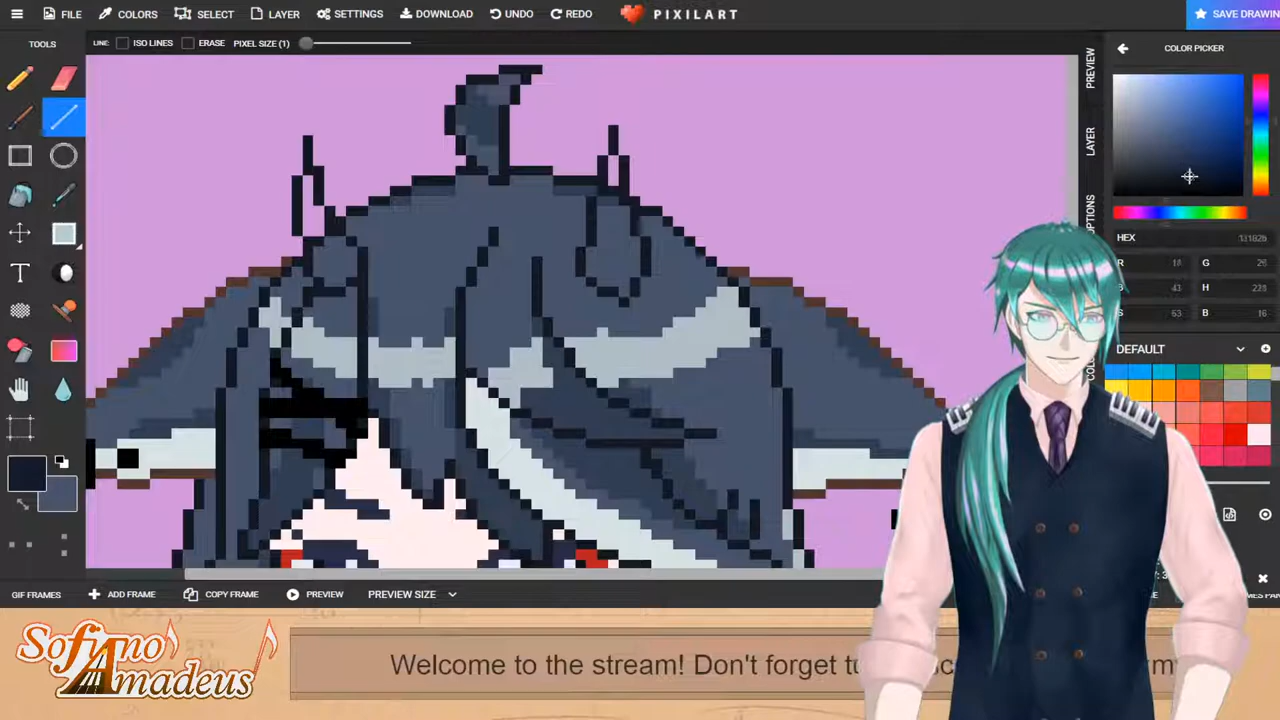 FILE COLORS SELECT LAYER SETTINGS DOWNLOAD UNDO REDO PIXILART SAVE DRAWIN
TOOLS LINE: ISO LINES ERASE PIXEL SIZE (1)
COLOR PICKER
PREVIEW
LAYER
HEX
R G
B H
S 63 B 16
DEFAULT
GIF FRAMES ADD FRAME COPY FRAME PREVIEW PREVIEW SIZE
Sofiano
Amadeus
Welcome to the stream! Don't forget